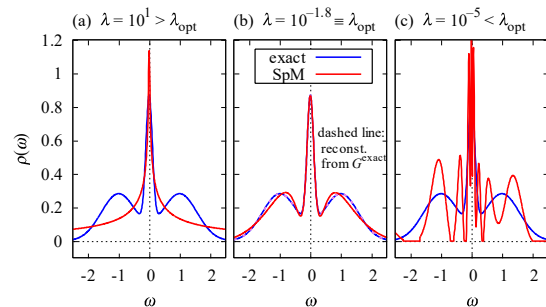 (a) λ = 10¹ > λopt (b) λ = 10⁻¹·⁸ ≡ λopt (c) λ = 10⁻⁵ < λopt
1.2
1
0.8
0.6
0.4
0.2
0
ρ(ω)
exact
SpM
dashed line:
reconst.
from Gexact
-2 -1 0 1 2 -2 -1 0 1 2 -2 -1 0 1 2
ω ω ω